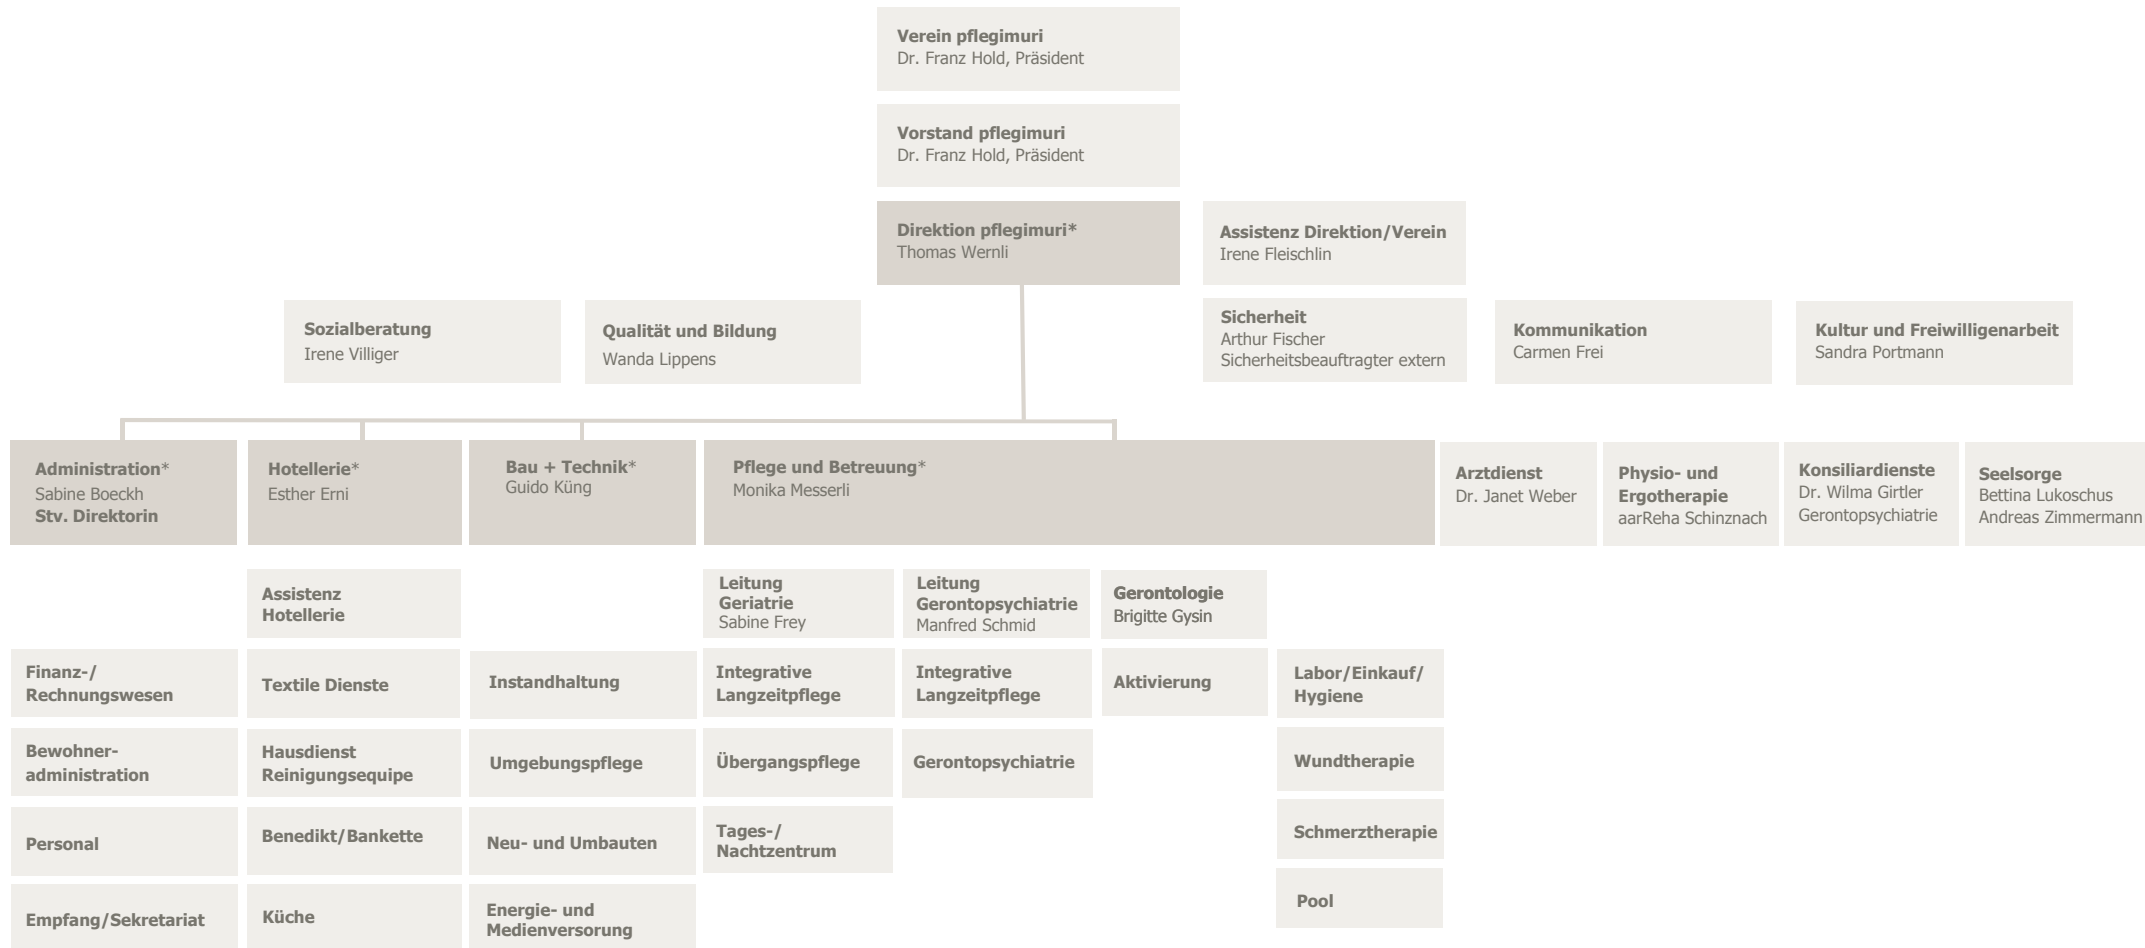 Verein pflegimuri
Dr. Franz Hold, Präsident
Vorstand pflegimuri
Dr. Franz Hold, Präsident
Direktion pflegimuri*
Thomas Wernli
Assistenz Direktion/Verein
Irene Fleischlin
Sozialberatung
Irene Villiger
Qualität und Bildung
Wanda Lippens
Sicherheit
Arthur Fischer
Sicherheitsbeauftragter extern
Kommunikation
Carmen Frei
Kultur und Freiwilligenarbeit
Sandra Portmann
Administration*
Sabine Boeckh
Stv. Direktorin
Hotellerie*
Esther Erni
Bau + Technik*
Guido Küng
Pflege und Betreuung*
Monika Messerli
Arztdienst
Dr. Janet Weber
Physio- und
Ergotherapie
aarReha Schinznach
Konsiliardienste
Dr. Wilma Girtler
Gerontopsychiatrie
Seelsorge
Bettina Lukoschus
Andreas Zimmermann
Assistenz
Hotellerie
Leitung
Geriatrie
Sabine Frey
Leitung
Gerontopsychiatrie
Manfred Schmid
Gerontologie
Brigitte Gysin
Finanz-/
Rechnungswesen
Textile Dienste
Instandhaltung
Integrative
Langzeitpflege
Integrative
Langzeitpflege
Aktivierung
Labor/Einkauf/
Hygiene
Bewohner-
administration
Hausdienst
Reinigungsequipe
Umgebungspflege
Übergangspflege
Gerontopsychiatrie
Wundtherapie
Personal
Benedikt/Bankette
Neu- und Umbauten
Tages-/
Nachtzentrum
Schmerztherapie
Empfang/Sekretariat
Küche
Energie- und
Medienversorung
Pool